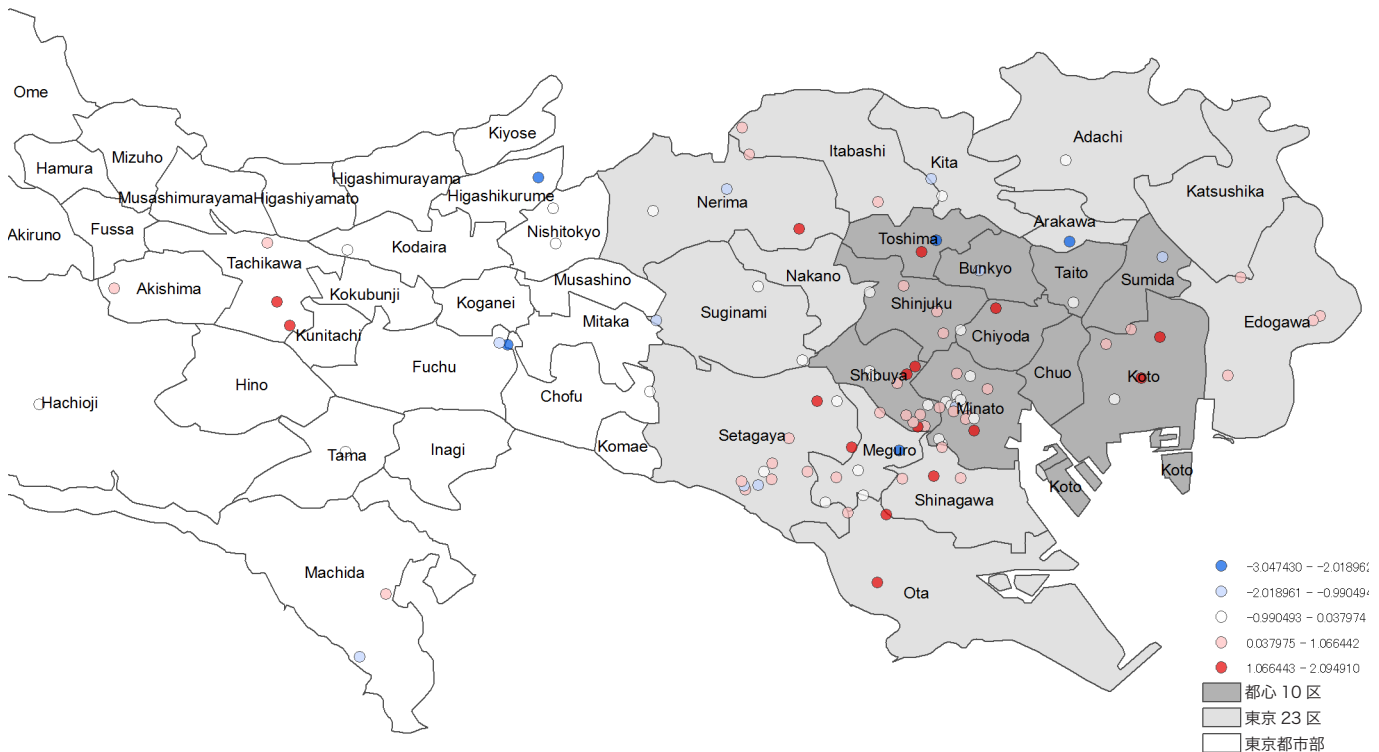 Ome
Hamura
Mizuho
Musashimurayama
Higashiyamato
Higashimurayama
Kiyose
Higashikurume
Fussa
Akiruno
Akishima
Tachikawa
Kodaira
Nishitokyo
Kokubunji
Koganei
Musashino
Mitaka
Kunitachi
Hino
Fuchu
Chofu
Hachioji
Tama
Inagi
Komae
Machida
Nerima
Itabashi
Kita
Adachi
Katsushika
Arakawa
Toshima
Nakano
Bunkyo
Taito
Sumida
Suginami
Shinjuku
Chiyoda
Edogawa
Shibuya
Chuo
Koto
Minato
Setagaya
Meguro
Shinagawa
Koto
Koto
Ota
-3.047430 - -2.018962
-2.018961 - -0.990494
-0.990493 - 0.037974
0.037975 - 1.066442
1.066443 - 2.094910
都心 10 区
東京 23 区
東京都市部